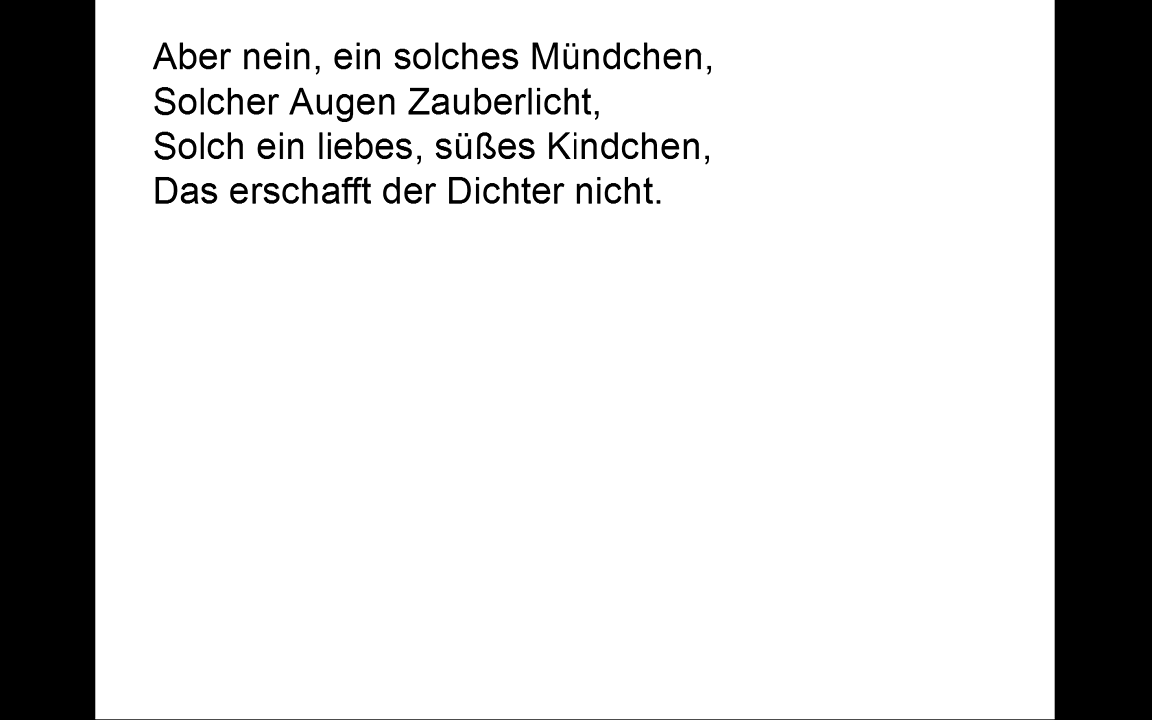 Aber nein, ein solches Mündchen,
Solcher Augen Zauberlicht,
Solch ein liebes, süßes Kindchen,
Das erschafft der Dichter nicht.